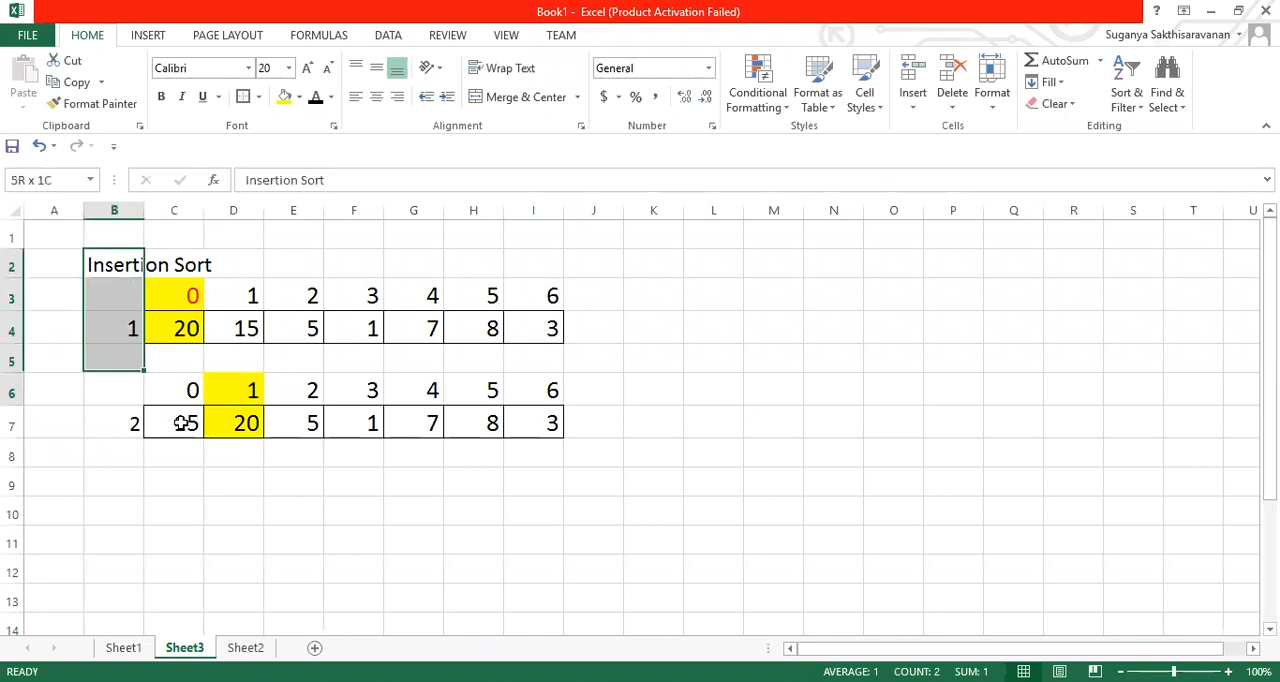 Book1 - Excel (Product Activation Failed)
FILE HOME INSERT PAGE LAYOUT FORMULAS DATA REVIEW VIEW TEAM Suganya Sakthisaravanan
Paste Cut Copy Format Painter Clipboard
Calibri 20 A A B I U A Font
Wrap Text Merge & Center Alignment
General $ % , Number
Conditional Formatting Format as Table Cell Styles Styles
Insert Delete Format Cells
AutoSum Fill Clear Sort & Filter Find & Select Editing
5R x 1C fx Insertion Sort
A B C D E F G H I J K L M N O P Q R S T U
1
2 Insertion Sort
3 0 1 2 3 4 5 6
4 1 20 15 5 1 7 8 3
5
6 0 1 2 3 4 5 6
7 2 15 20 5 1 7 8 3
8
9
10
11
12
13
14
Sheet1 Sheet3 Sheet2
READY AVERAGE: 1 COUNT: 2 SUM: 1 100%